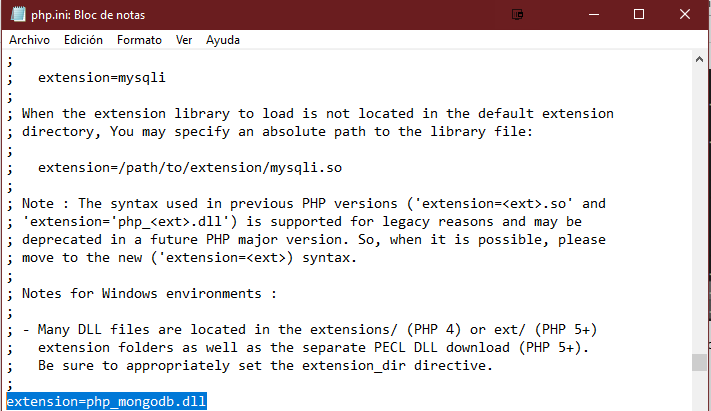 php.ini: Bloc de notas
Archivo Edición Formato Ver Ayuda
;
;   extension=mysqli
;
; When the extension library to load is not located in the default extension
; directory, You may specify an absolute path to the library file:
;
;   extension=/path/to/extension/mysqli.so
;
; Note : The syntax used in previous PHP versions ('extension=<ext>.so' and
; 'extension='php_<ext>.dll') is supported for legacy reasons and may be
; deprecated in a future PHP major version. So, when it is possible, please
; move to the new ('extension=<ext>) syntax.
;
; Notes for Windows environments :
;
; - Many DLL files are located in the extensions/ (PHP 4) or ext/ (PHP 5+)
;   extension folders as well as the separate PECL DLL download (PHP 5+).
;   Be sure to appropriately set the extension_dir directive.
;
extension=php_mongodb.dll